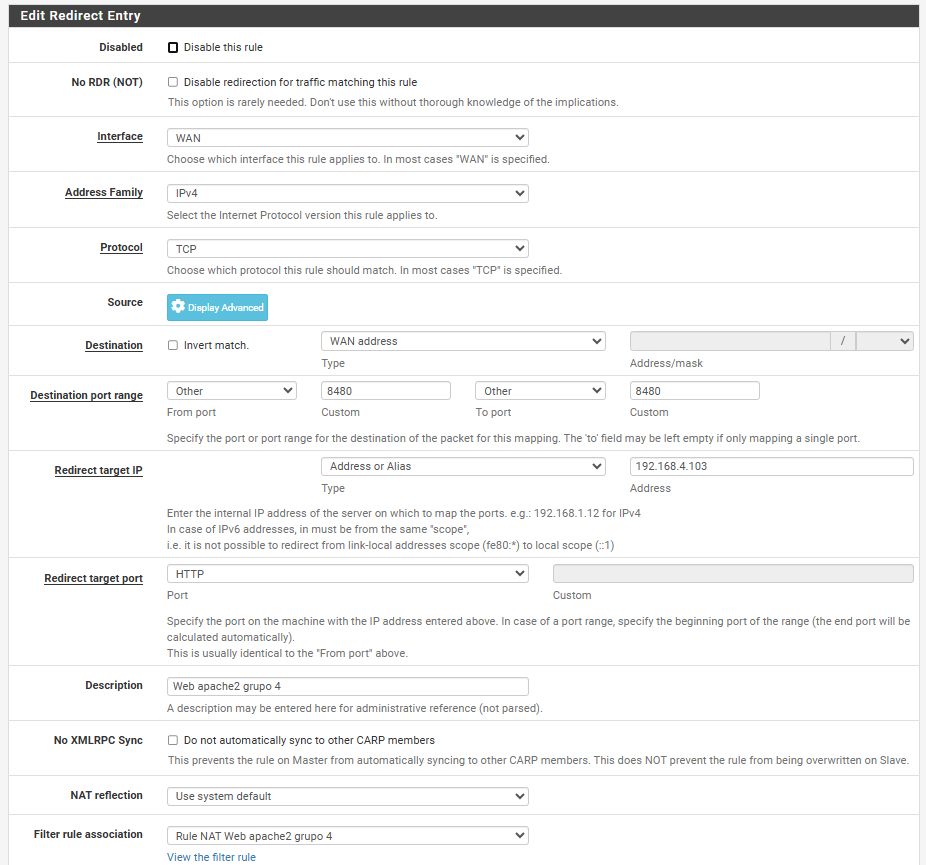 Edit Redirect Entry
Disabled
Disable this rule
No RDR (NOT)
Disable redirection for traffic matching this rule
This option is rarely needed. Don't use this without thorough knowledge of the implications.
Interface
WAN
Choose which interface this rule applies to. In most cases "WAN" is specified.
Address Family
IPv4
Select the Internet Protocol version this rule applies to.
Protocol
TCP
Choose which protocol this rule should match. In most cases "TCP" is specified.
Source
Display Advanced
Destination
Invert match.
WAN address
/
Type
Address/mask
Destination port range
Other
8480
Other
8480
From port
Custom
To port
Custom
Specify the port or port range for the destination of the packet for this mapping. The 'to' field may be left empty if only mapping a single port.
Redirect target IP
Address or Alias
192.168.4.103
Type
Address
Enter the internal IP address of the server on which to map the ports. e.g.: 192.168.1.12 for IPv4
In case of IPv6 addresses, in must be from the same "scope",
i.e. it is not possible to redirect from link-local addresses scope (fe80:*) to local scope (::1)
Redirect target port
HTTP
Port
Custom
Specify the port on the machine with the IP address entered above. In case of a port range, specify the beginning port of the range (the end port will be
calculated automatically).
This is usually identical to the "From port" above.
Description
Web apache2 grupo 4
A description may be entered here for administrative reference (not parsed).
No XMLRPC Sync
Do not automatically sync to other CARP members
This prevents the rule on Master from automatically syncing to other CARP members. This does NOT prevent the rule from being overwritten on Slave.
NAT reflection
Use system default
Filter rule association
Rule NAT Web apache2 grupo 4
View the filter rule